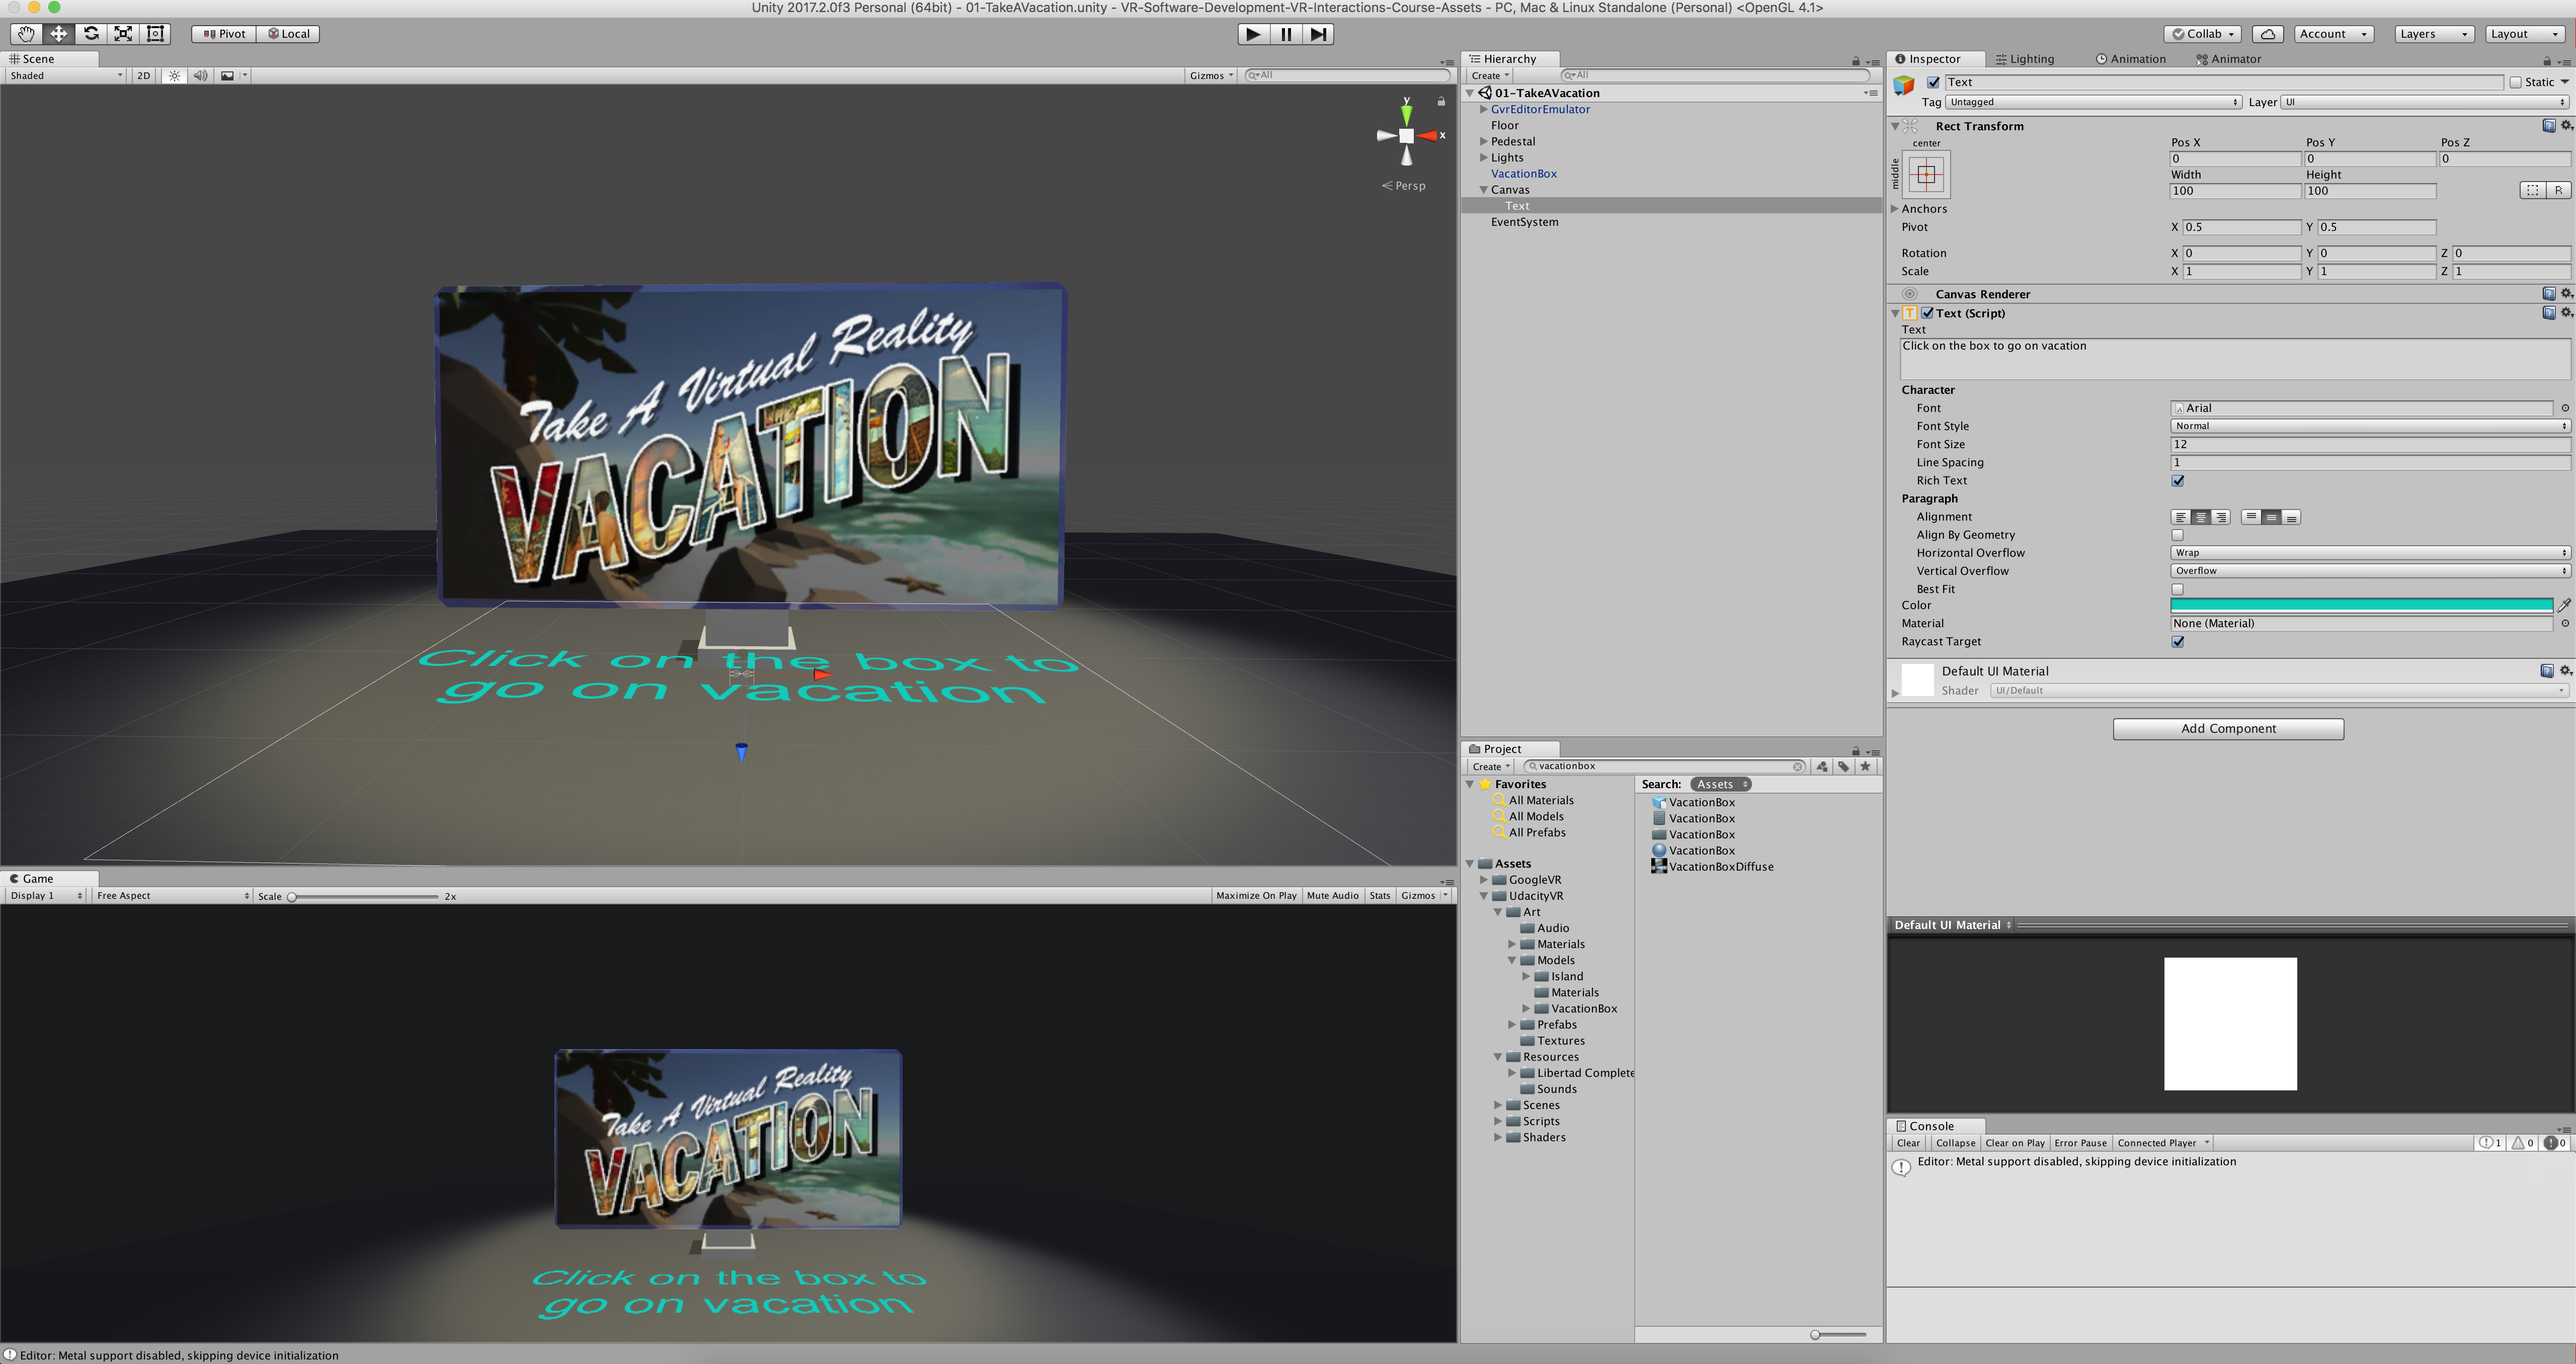 Unity 2017.2.0f3 Personal (64bit) - 01-TakeAVacation.unity - VR-Software-Development-VR-Interactions-Course-Assets - PC, Mac & Linux Standalone (Personal) <OpenGL 4.1>
Pivot Local
Collab Account Layers Layout
Scene
Shaded 2D Gizmos All
y
x
Persp
Take A Virtual Reality
VACATION
Click on the box to
go on vacation
Game
Display 1 Free Aspect Scale 2x Maximize On Play Mute Audio Stats Gizmos
Take A Virtual Reality
VACATION
Click on the box to
go on vacation
Editor: Metal support disabled, skipping device initialization
Hierarchy
Create All
01-TakeAVacation
GvrEditorEmulator
Floor
Pedestal
Lights
VacationBox
Canvas
Text
EventSystem
Project
Create vacationbox
Favorites
All Materials
All Models
All Prefabs
Assets
GoogleVR
UdacityVR
Art
Audio
Materials
Models
Island
Materials
VacationBox
Prefabs
Textures
Resources
Libertad Complete
Sounds
Scenes
Scripts
Shaders
Search: Assets
VacationBox
VacationBox
VacationBox
VacationBox
VacationBoxDiffuse
Inspector Lighting Animation Animator
Text Static
Tag Untagged Layer UI
Rect Transform
center Pos X Pos Y Pos Z
middle
0 0 0
Width Height
100 100 R
Anchors
Pivot X 0.5 Y 0.5
Rotation X 0 Y 0 Z 0
Scale X 1 Y 1 Z 1
Canvas Renderer
T Text (Script)
Text
Click on the box to go on vacation
Character
Font Arial
Font Style Normal
Font Size 12
Line Spacing 1
Rich Text
Paragraph
Alignment
Align By Geometry
Horizontal Overflow Wrap
Vertical Overflow Overflow
Best Fit
Color
Material None (Material)
Raycast Target
Default UI Material
Shader UI/Default
Add Component
Default UI Material
Console
Clear Collapse Clear on Play Error Pause Connected Player 1 0 0
Editor: Metal support disabled, skipping device initialization